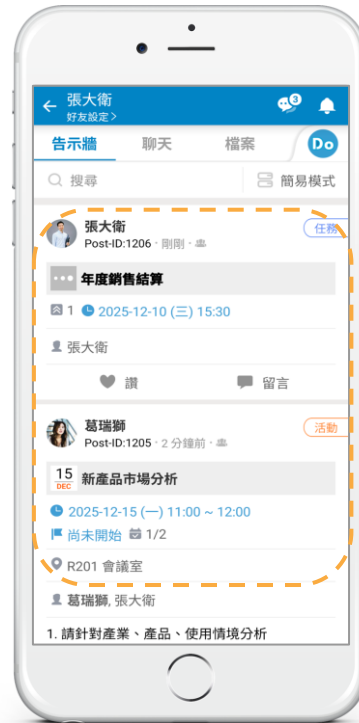 張大衛
好友設定 >
3
告示牆 聊天 檔案 Do
搜尋 簡易模式
張大衛 任務
Post-ID:1206 · 剛剛 ·
年度銷售結算
1 2025-12-10 (三) 15:30
張大衛
讚 留言
葛瑞獅 活動
Post-ID:1205 · 2 分鐘前 ·
15 新產品市場分析
DEC
2025-12-15 (一) 11:00 ~ 12:00
尚未開始 1/2
R201 會議室
葛瑞獅, 張大衛
1. 請針對產業、產品、使用情境分析